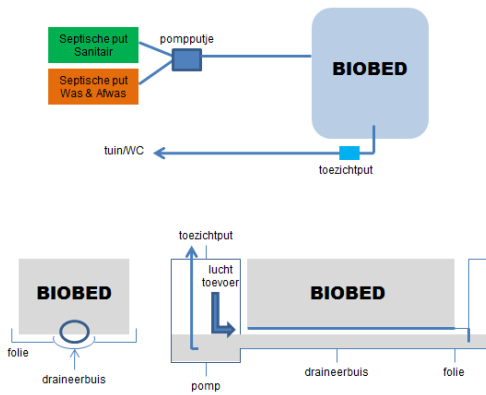 Septische put
Sanitair
pompputje
Septische put
Was & Afwas
BIOBED
tuin/WC
toezichtput
toezichtput
lucht
toevoer
BIOBED
BIOBED
folie
draineerbuis
pomp
draineerbuis
folie